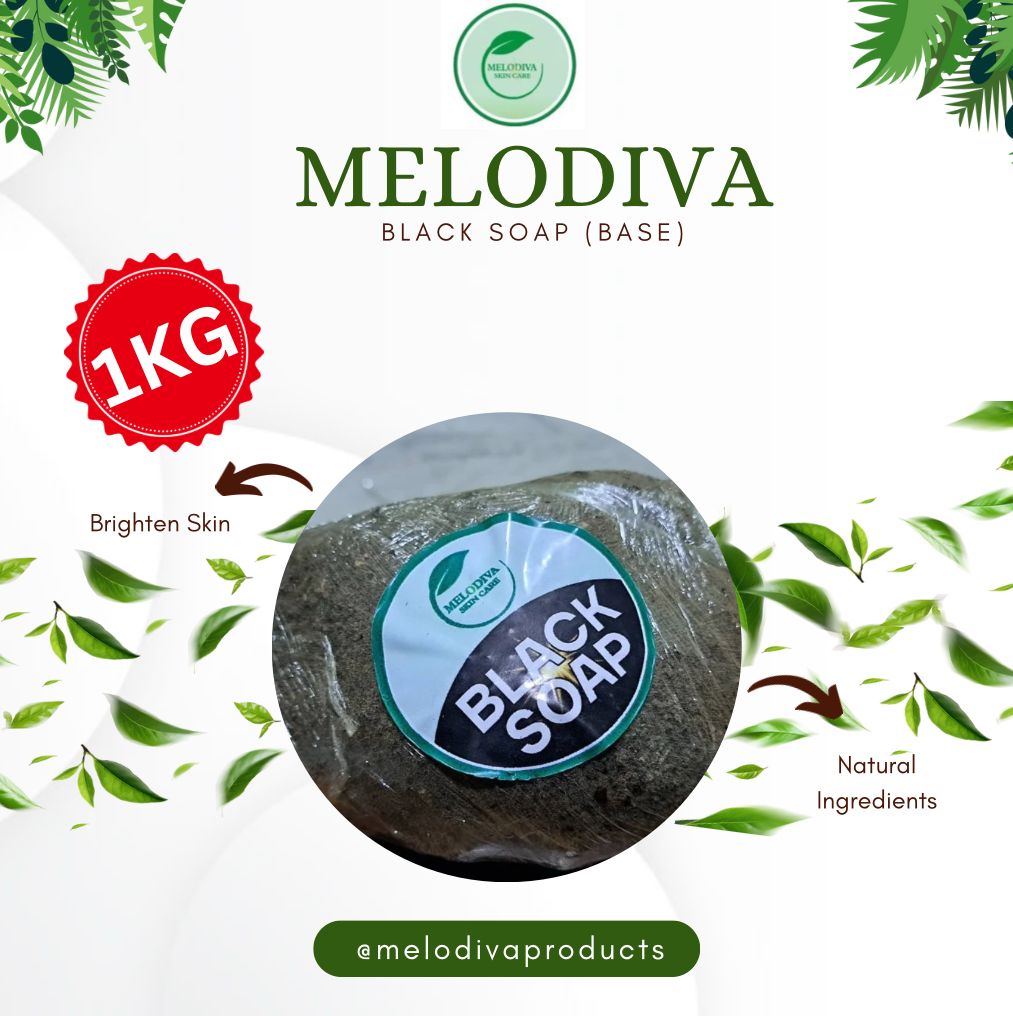 MELODIVA
SKIN CARE
MELODIVA
BLACK SOAP (BASE)
1KG
Brighten Skin
MELODIVA
SKIN CARE
BLACK
SOAP
Natural
Ingredients
@melodivaproducts